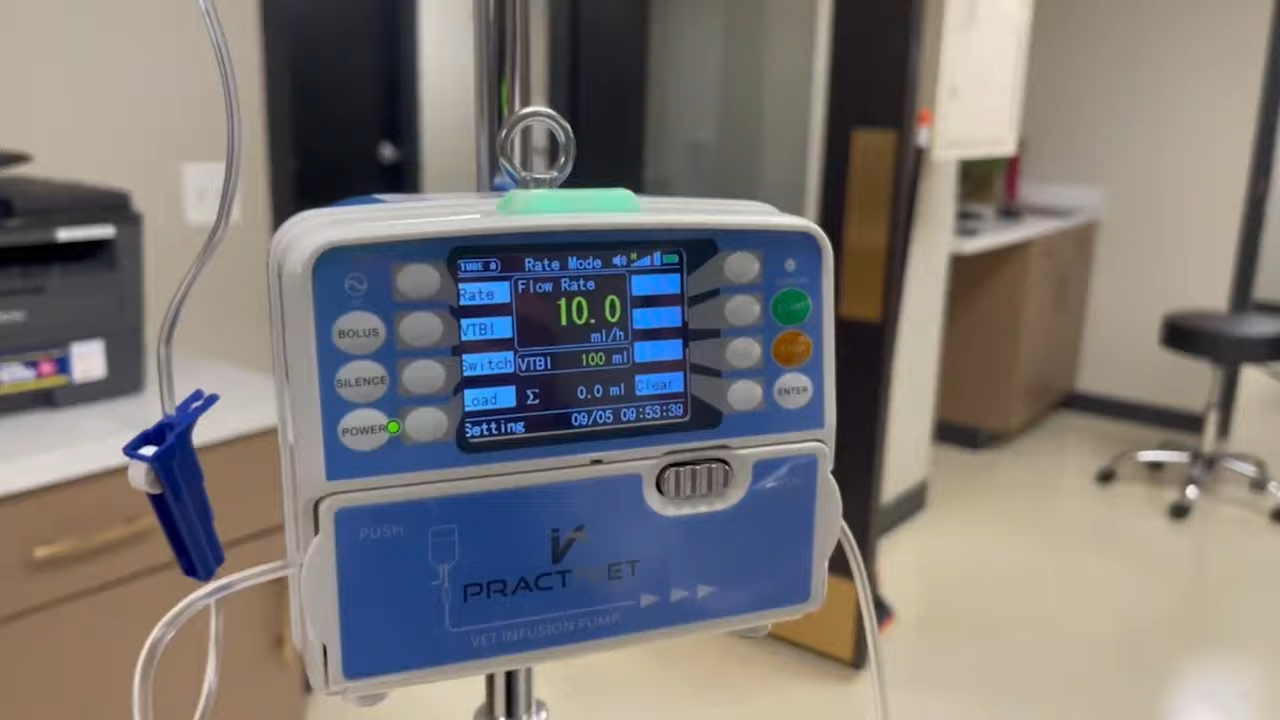 TUBE A
Rate Mode
Rate
Flow Rate
10.0
ml/h
VTBI
Switch
VTBI 100 ml
Load
Σ 0.0 ml
Clear
Setting
09/05 09:53:39
BOLUS
SILENCE
POWER
ENTER
PUSH
PRACTIVET
VET INFUSION PUMP